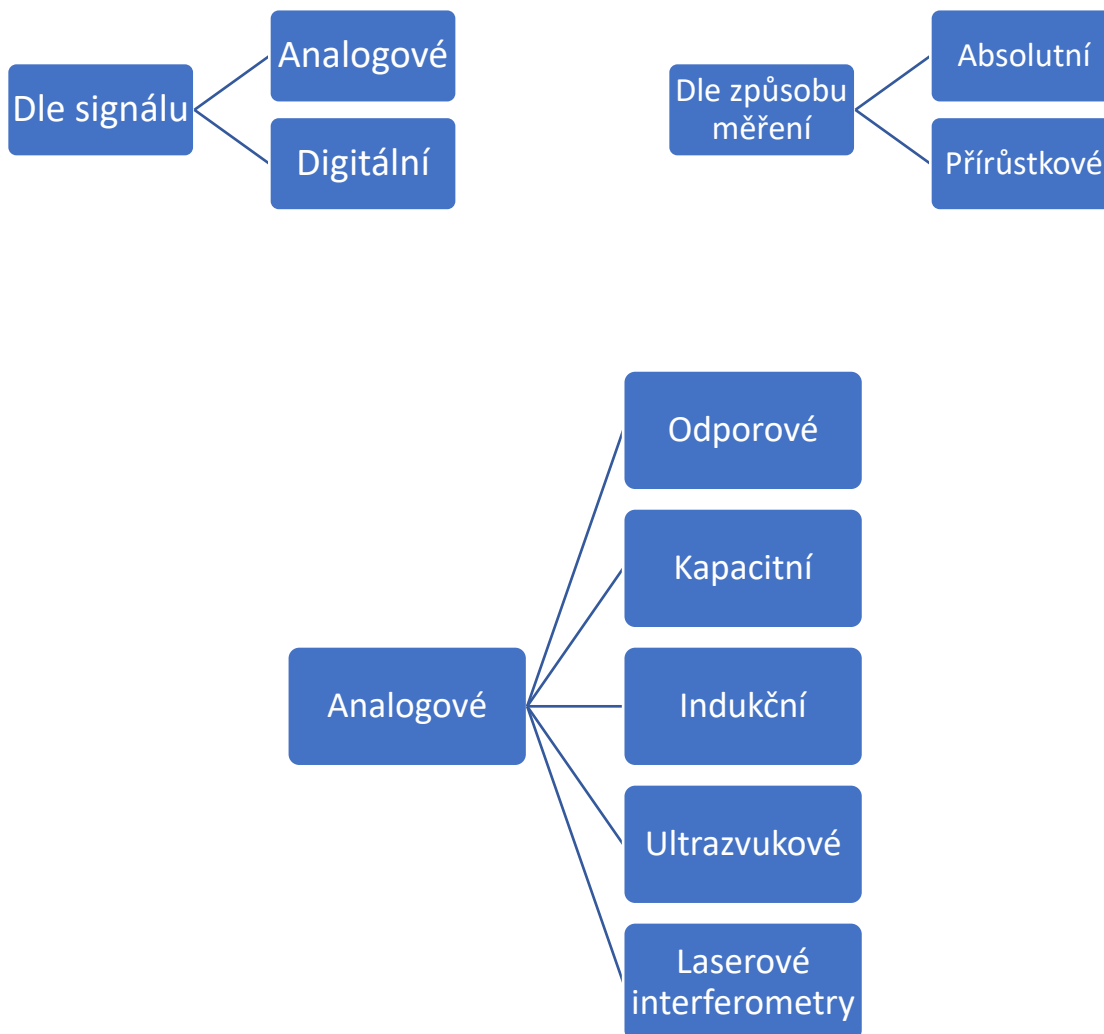 Dle signálu
Analogové
Digitální
Dle způsobu
měření
Absolutní
Přírůstkové
Analogové
Odporové
Kapacitní
Indukční
Ultrazvukové
Laserové
interferometry